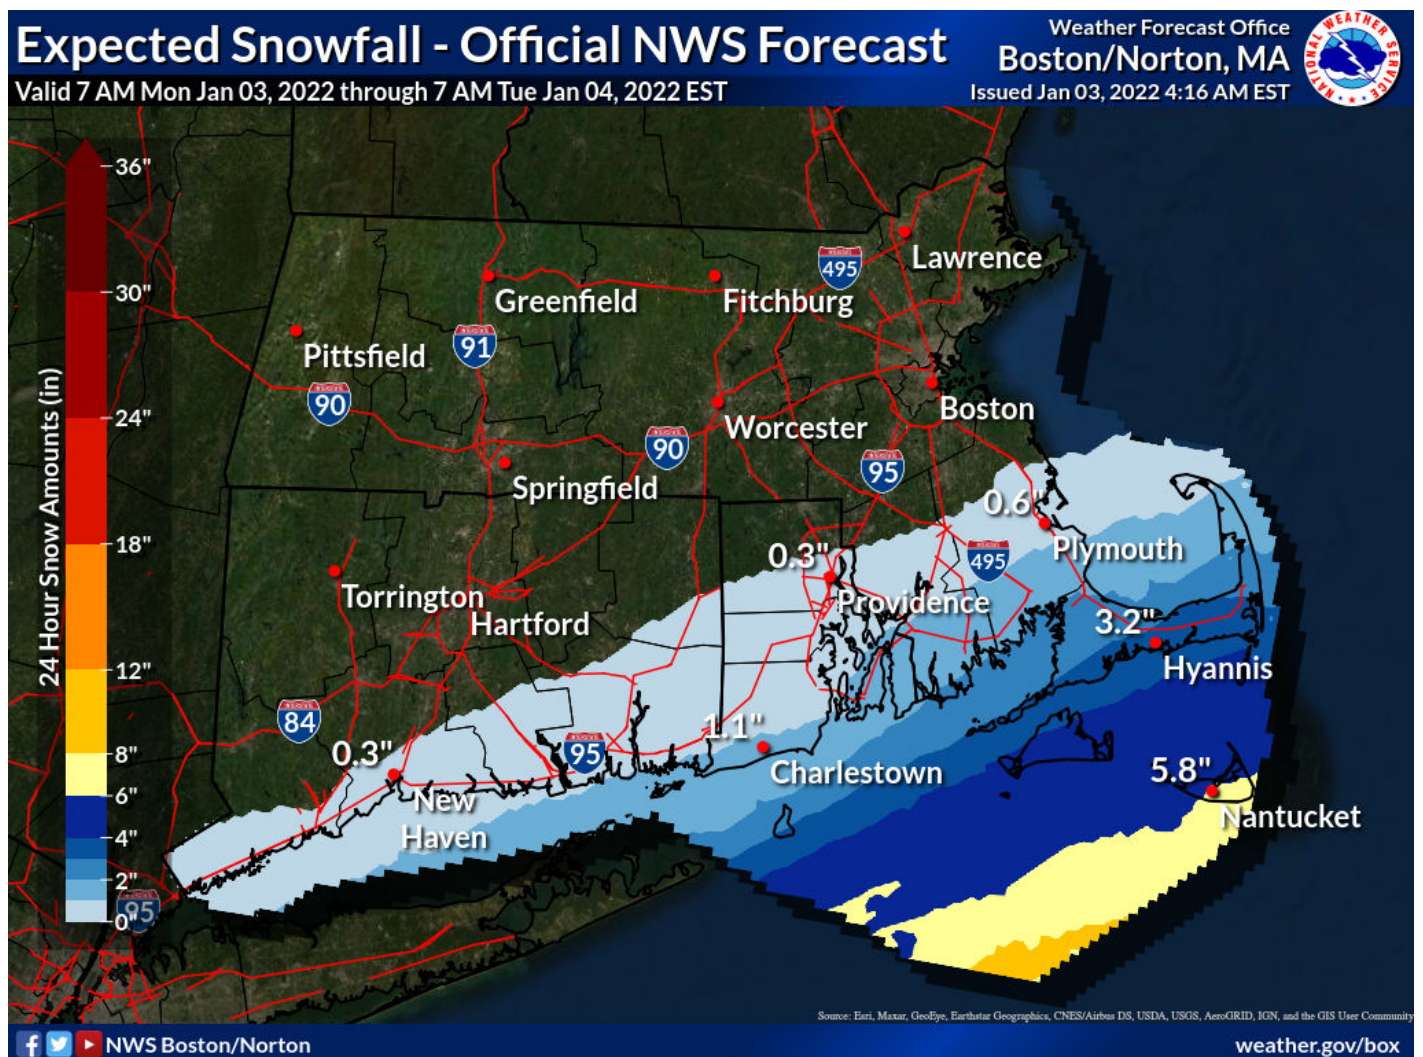 Expected Snowfall - Official NWS Forecast
Valid 7 AM Mon Jan 03, 2022 through 7 AM Tue Jan 04, 2022 EST
Weather Forecast Office
Boston/Norton, MA
Issued Jan 03, 2022 4:16 AM EST
NATIONAL WEATHER SERVICE
24 Hour Snow Amounts (in)
36"
30"
24"
18"
12"
8"
6"
4"
2"
0"
Lawrence
495
Greenfield
Fitchburg
91
Pittsfield
90
Boston
Worcester
90
95
Springfield
0.6"
Plymouth
0.3"
495
Providence
Torrington
Hartford
3.2"
Hyannis
84
1.1"
95
0.3"
Charlestown
5.8"
Nantucket
New
Haven
95
Source: Esri, Maxar, GeoEye, Earthstar Geographics, CNES/Airbus DS, USDA, USGS, AeroGRID, IGN, and the GIS User Community
NWS Boston/Norton
weather.gov/box